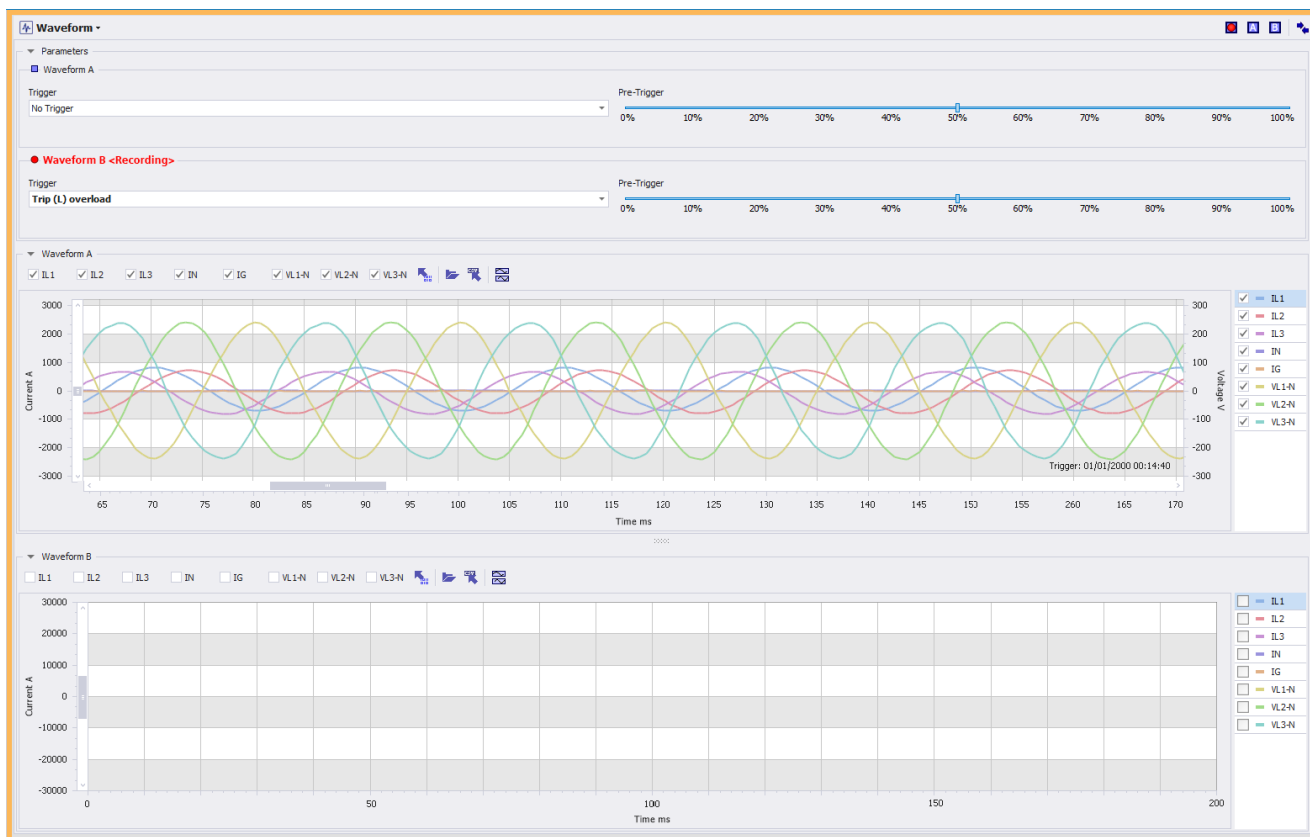 Waveform
A B
Parameters
Waveform A
Trigger Pre-Trigger
No Trigger
0% 10% 20% 30% 40% 50% 60% 70% 80% 90% 100%
Waveform B <Recording>
Trigger Pre-Trigger
Trip (L) overload
0% 10% 20% 30% 40% 50% 60% 70% 80% 90% 100%
Waveform A
IL1 IL2 IL3 IN IG VL1-N VL2-N VL3-N
3000 300 IL1
2000 200 IL2
1000 100 IL3
0 0 IN
-1000 -100 IG
-2000 -200 VL1-N
-3000 -300 VL2-N
VL3-N
Current A
Voltage V
Trigger: 01/01/2000 00:14:40
65 70 75 80 85 90 95 100 105 110 115 120 125 130 135 140 145 150 155 260 165 170
Time ms
Waveform B
IL1 IL2 IL3 IN IG VL1-N VL2-N VL3-N
30000 IL1
20000 IL2
10000 IL3
0 IN
-10000 IG
-20000 VL1-N
-30000 VL2-N
VL3-N
Current A
0 50 100 150 200
Time ms